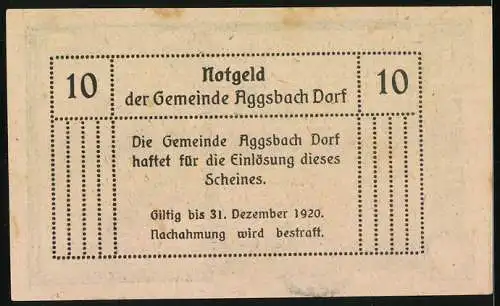 10 Notgeld 10
der Gemeinde Aggsbach Dorf
Die Gemeinde Aggsbach Dorf
haftet für die Einlösung dieses
Scheines.
Giltig bis 31. Dezember 1920.
Nachahmung wird bestraft.